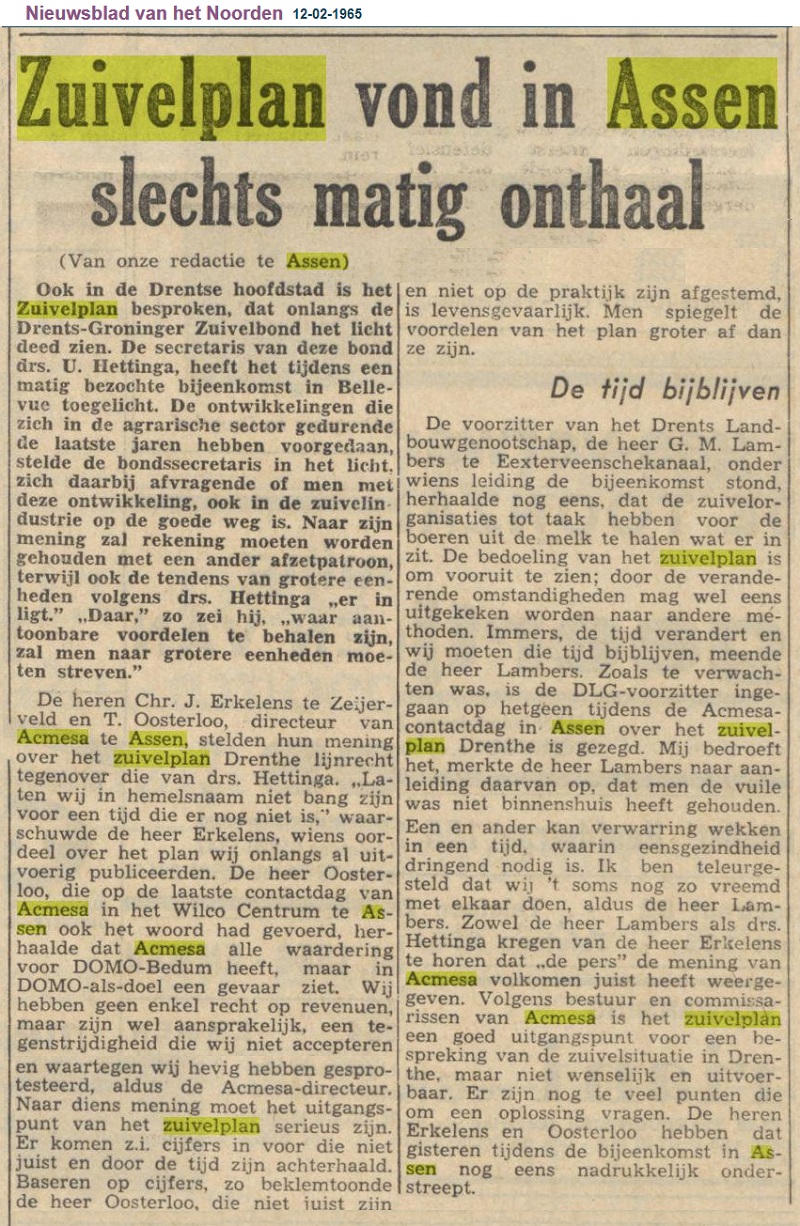 Nieuwsblad van het Noorden 12-02-1965
Zuivelplan vond in Assen
slechts matig onthaal
(Van onze redactie te Assen)
Ook in de Drentse hoofdstad is het
Zuivelplan besproken, dat onlangs de
Drents-Groninger Zuivelbond het licht
deed zien. De secretaris van deze bond
drs. U. Hettinga, heeft het tijdens een
matig bezochte bijeenkomst in Belle-
vue toegelicht. De ontwikkelingen die
zich in de agrarische sector gedurende
de laatste jaren hebben voorgedaan,
stelde de bondssecretaris in het licht,
zich daarbij afvragende of men met
deze ontwikkeling, ook in de zuivelin-
dustrie op de goede weg is. Naar zijn
mening zal rekening moeten worden
gehouden met een ander afzetpatroon,
terwijl ook de tendens van grotere een-
heden volgens drs. Hettinga „er in
ligt.” „Daar,” zo zei hij, „waar aan-
toonbare voordelen te behalen zijn,
zal men naar grotere eenheden moe-
ten streven.”
De heren Chr. J. Erkelens te Zeijer-
veld en T. Oosterloo, directeur van
Acmesa te Assen, stelden hun mening
over het zuivelplan Drenthe lijnrecht
tegenover die van drs. Hettinga. „La-
ten wij in hemelsnaam niet bang zijn
voor een tijd die er nog niet is,” waar-
schuwde de heer Erkelens, wiens oor-
deel over het plan wij onlangs al uit-
voerig publiceerden. De heer Ooster-
loo, die op de laatste contactdag van
Acmesa in het Wilco Centrum te As-
sen ook het woord had gevoerd, her-
haalde dat Acmesa alle waardering
voor DOMO-Bedum heeft, maar in
DOMO-als-doel een gevaar ziet. Wij
hebben geen enkel recht op revenuen,
maar zijn wel aansprakelijk, een te-
genstrijdigheid die wij niet accepteren
en waartegen wij hevig hebben gespro-
testeerd, aldus de Acmesa-directeur.
Naar diens mening moet het uitgangs-
punt van het zuivelplan serieus zijn.
Er komen z.i. cijfers in voor die niet
juist en door de tijd zijn achterhaald.
Baseren op cijfers, zo beklemtoonde
de heer Oosterloo, die niet juist zijn
en niet op de praktijk zijn afgestemd,
is levensgevaarlijk. Men spiegelt de
voordelen van het plan groter af dan
ze zijn.
De tijd bijblijven
De voorzitter van het Drents Land-
bouwgenootschap, de heer G. M. Lam-
bers te Eexterveenschekanaal, onder
wiens leiding de bijeenkomst stond,
herhaalde nog eens, dat de zuivelor-
ganisaties tot taak hebben voor de
boeren uit de melk te halen wat er in
zit. De bedoeling van het zuivelplan is
om vooruit te zien; door de verande-
rende omstandigheden mag wel eens
uitgekeken worden naar andere me-
thoden. Immers, de tijd verandert en
wij moeten die tijd bijblijven, meende
de heer Lambers. Zoals te verwach-
ten was, is de DLG-voorzitter inge-
gaan op hetgeen tijdens de Acmesa-
contactdag in Assen over het zuivel-
plan Drenthe is gezegd. Mij bedroeft
het, merkte de heer Lambers naar aan-
leiding daarvan op, dat men de vuile
was niet binnenshuis heeft gehouden.
Een en ander kan verwarring wekken
in een tijd, waarin eensgezindheid
dringend nodig is. Ik ben teleurge-
steld dat wij 't soms nog zo vreemd
met elkaar doen, aldus de heer Lam-
bers. Zowel de heer Lambers als drs.
Hettinga kregen van de heer Erkelens
te horen dat „de pers” de mening van
Acmesa volkomen juist heeft weerge-
geven. Volgens bestuur en commissa-
rissen van Acmesa is het zuivelplan
een goed uitgangspunt voor een be-
spreking van de zuivelsituatie in Dren-
the, maar niet wenselijk en uitvoer-
baar. Er zijn nog te veel punten die
om een oplossing vragen. De heren
Erkelens en Oosterloo hebben dat
gisteren tijdens de bijeenkomst in As-
sen nog eens nadrukkelijk onder-
streept.